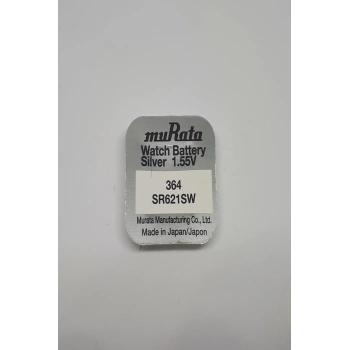 muRata
Watch Battery
Silver 1.55V
364
SR621SW
Murata Manufacturing Co., Ltd.
Made in Japan/Japon